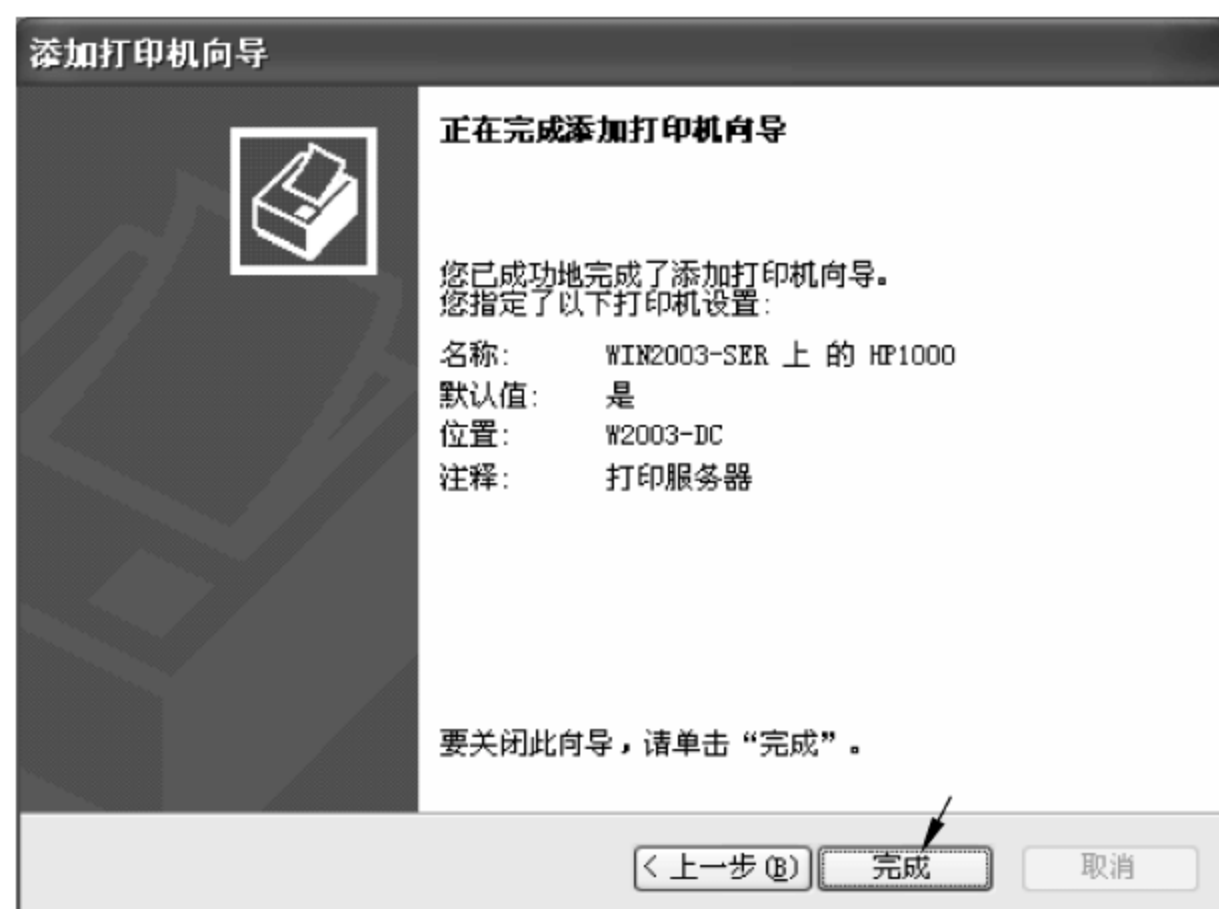 添加打印机向导
正在完成添加打印机向导
您已成功地完成了添加打印机向导。
您指定了以下打印机设置:
名称: WIN2003-SER 上 的 HP1000
默认值: 是
位置: W2003-DC
注释: 打印服务器
要关闭此向导，请单击“完成”。
< 上一步(B) 完成 取消